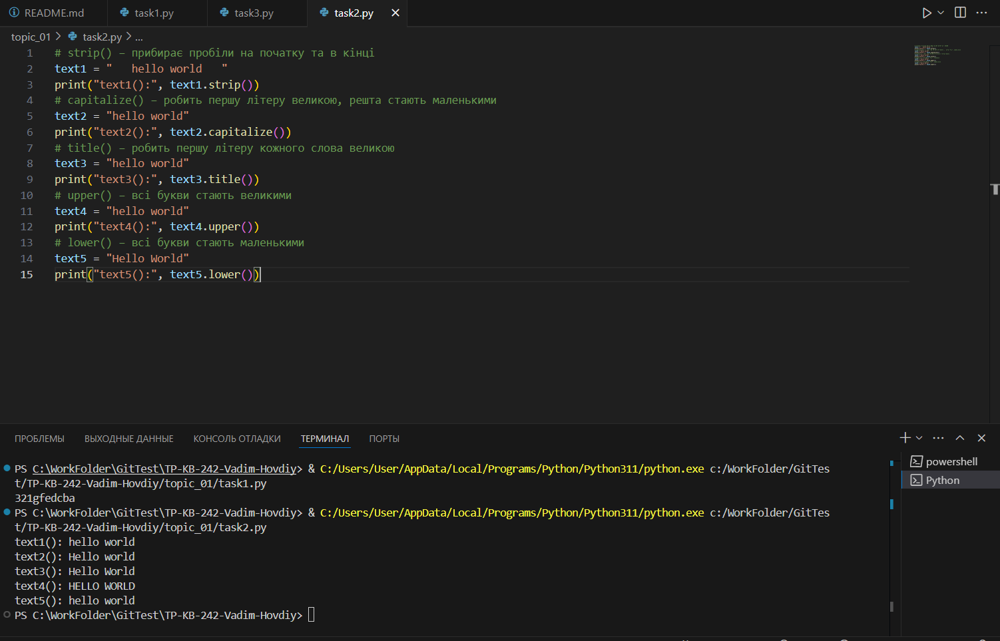 README.md task1.py task3.py task2.py
topic_01 > task2.py > ...
1 # strip() – прибирає пробіли на початку та в кінці
2 text1 = "   hello world   "
3 print("text1():", text1.strip())
4 # capitalize() – робить першу літеру великою, решта стають маленькими
5 text2 = "hello world"
6 print("text2():", text2.capitalize())
7 # title() – робить першу літеру кожного слова великою
8 text3 = "hello world"
9 print("text3():", text3.title())
10 # upper() – всі букви стають великими
11 text4 = "hello world"
12 print("text4():", text4.upper())
13 # lower() – всі букви стають маленькими
14 text5 = "Hello World"
15 print("text5():", text5.lower())
ПРОБЛЕМЫ ВЫХОДНЫЕ ДАННЫЕ КОНСОЛЬ ОТЛАДКИ ТЕРМИНАЛ ПОРТЫ
PS C:\WorkFolder\GitTest\TP-KB-242-Vadim-Hovdiy> & C:/Users/User/AppData/Local/Programs/Python/Python311/python.exe c:/WorkFolder/GitTes
t/TP-KB-242-Vadim-Hovdiy/topic_01/task1.py
321gfedcba
PS C:\WorkFolder\GitTest\TP-KB-242-Vadim-Hovdiy> & C:/Users/User/AppData/Local/Programs/Python/Python311/python.exe c:/WorkFolder/GitTes
t/TP-KB-242-Vadim-Hovdiy/topic_01/task2.py
text1(): hello world
text2(): Hello world
text3(): Hello World
text4(): HELLO WORLD
text5(): hello world
PS C:\WorkFolder\GitTest\TP-KB-242-Vadim-Hovdiy>
powershell
Python